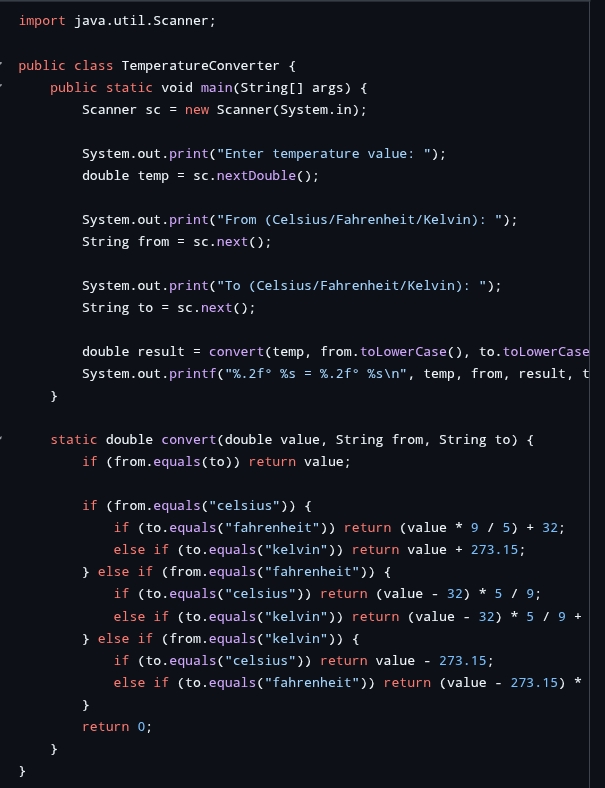 import java.util.Scanner;
public class TemperatureConverter {
public static void main(String[] args) {
Scanner sc = new Scanner(System.in);
System.out.print("Enter temperature value: ");
double temp = sc.nextDouble();
System.out.print("From (Celsius/Fahrenheit/Kelvin): ");
String from = sc.next();
System.out.print("To (Celsius/Fahrenheit/Kelvin): ");
String to = sc.next();
double result = convert(temp, from.toLowerCase(), to.toLowerCase
System.out.printf("%.2f° %s = %.2f° %s\n", temp, from, result, t
}
static double convert(double value, String from, String to) {
if (from.equals(to)) return value;
if (from.equals("celsius")) {
if (to.equals("fahrenheit")) return (value * 9 / 5) + 32;
else if (to.equals("kelvin")) return value + 273.15;
} else if (from.equals("fahrenheit")) {
if (to.equals("celsius")) return (value - 32) * 5 / 9;
else if (to.equals("kelvin")) return (value - 32) * 5 / 9 +
} else if (from.equals("kelvin")) {
if (to.equals("celsius")) return value - 273.15;
else if (to.equals("fahrenheit")) return (value - 273.15) *
}
return 0;
}
}